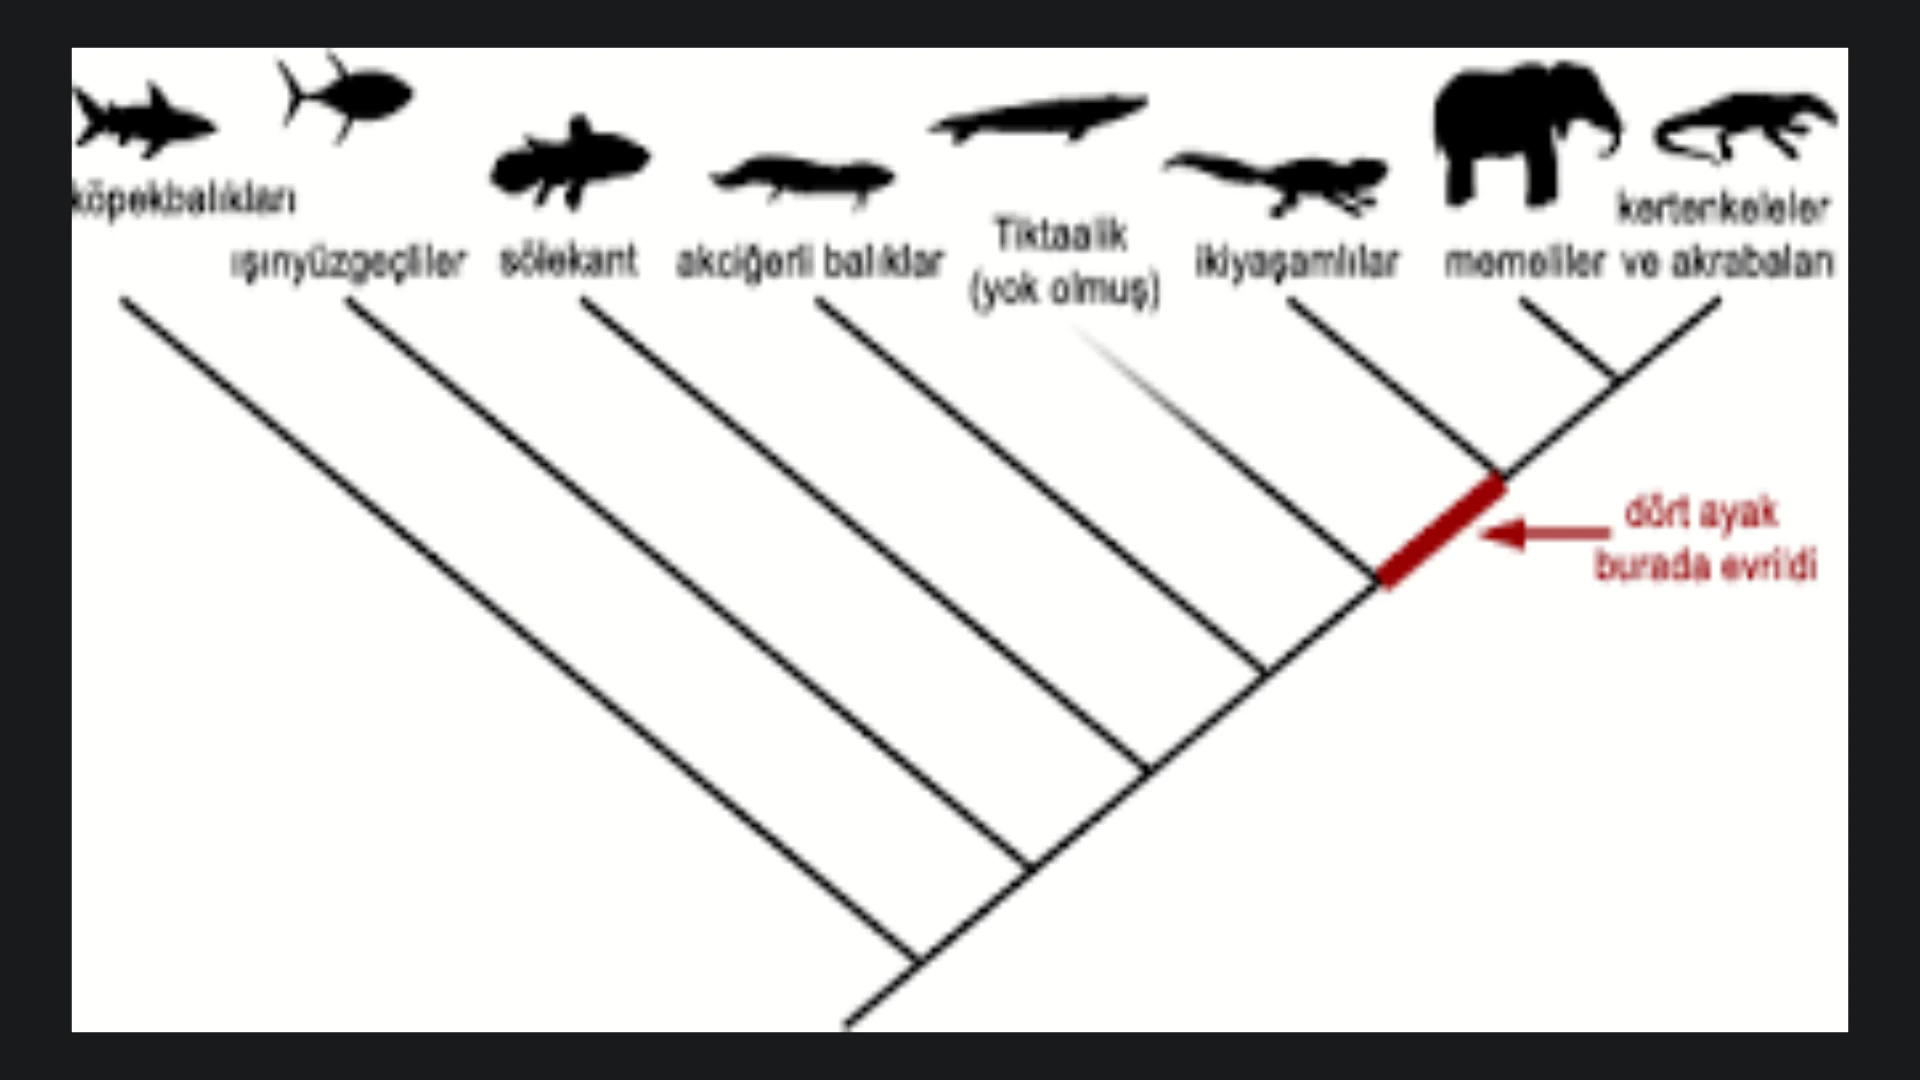 köpekbalıkları
ışınyüzgeçliler
sölekant
akciğerli balıklar
Tiktaalik
(yok olmuş)
ikiyaşamlılar
memeliler
kertenkeleler
ve akrabaları
dört ayak
burada evrildi